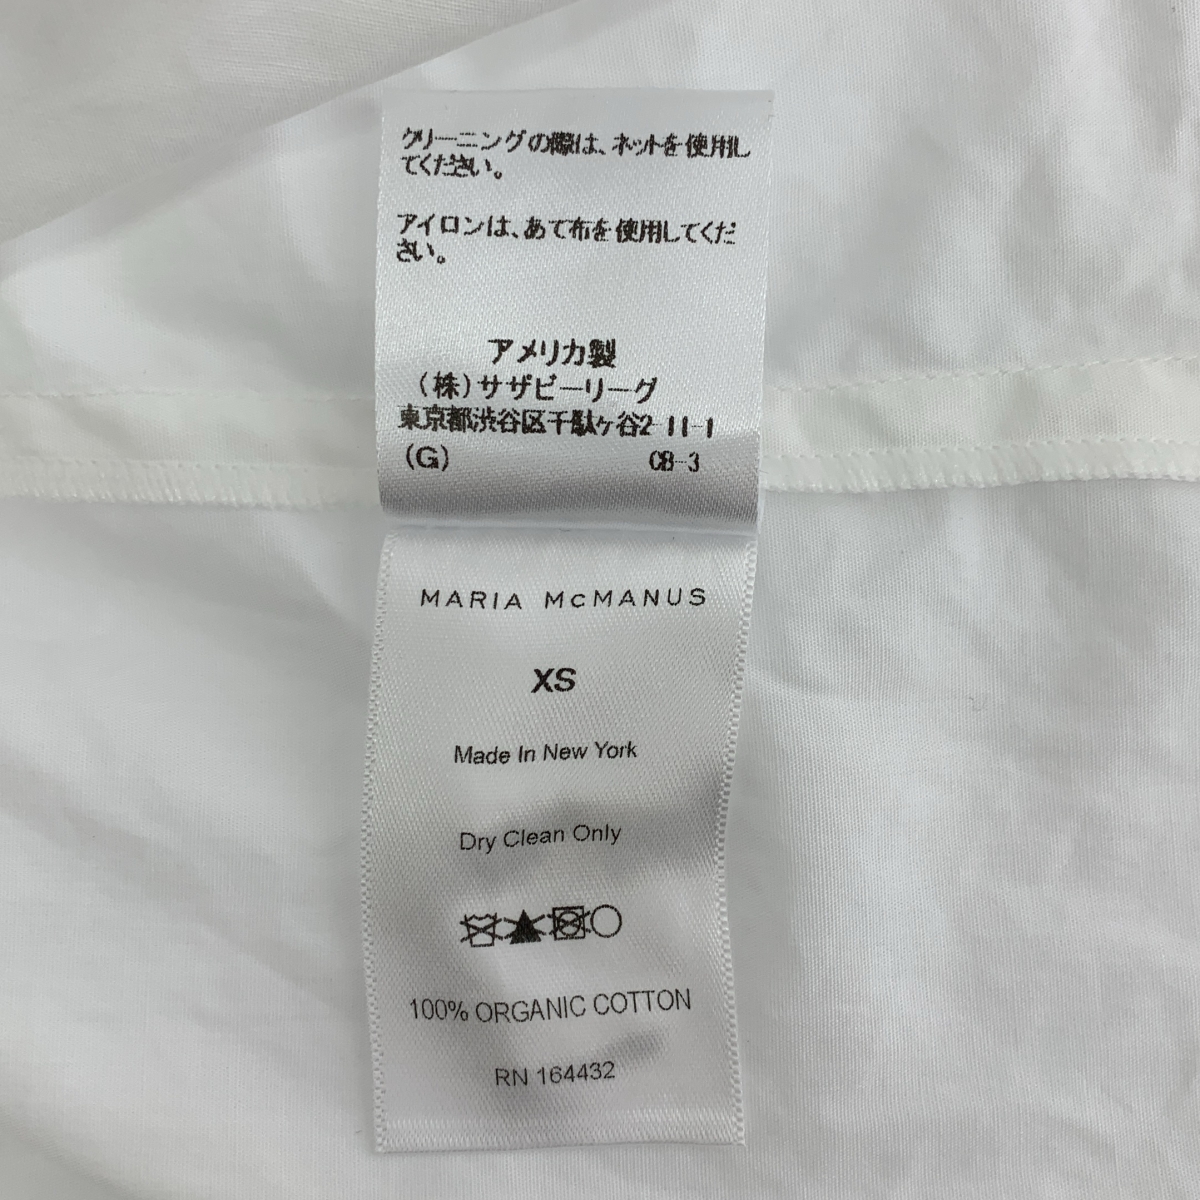 クリーニングの際は、ネットを使用し
てください。
アイロンは、あて布を使用してくだ
さい。
アメリカ製
（株）サザビーリーグ
東京都渋谷区千駄ヶ谷2-11-1
(G) 08-3
MARIA McMANUS
XS
Made In New York
Dry Clean Only
100% ORGANIC COTTON
RN 164432